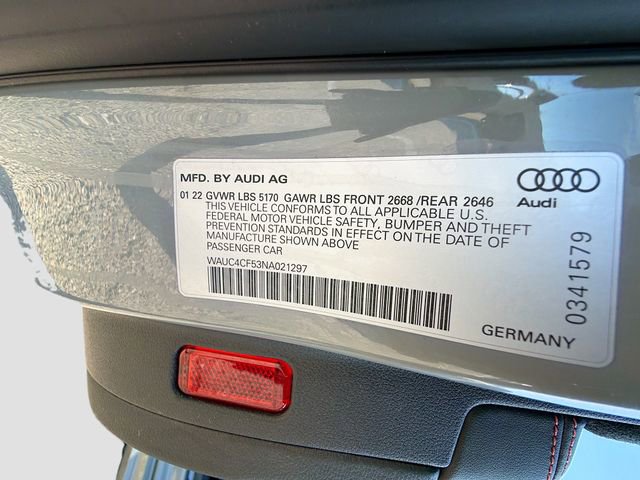 MFD. BY AUDI AG
01 22 GVWR LBS 5170 GAWR LBS FRONT 2668 /REAR 2646
THIS VEHICLE CONFORMS TO ALL APPLICABLE U.S.
FEDERAL MOTOR VEHICLE SAFETY, BUMPER AND THEFT
PREVENTION STANDARDS IN EFFECT ON THE DATE OF
MANUFACTURE SHOWN ABOVE
PASSENGER CAR
WAUC4CF53NA021297
Audi
0341579
GERMANY